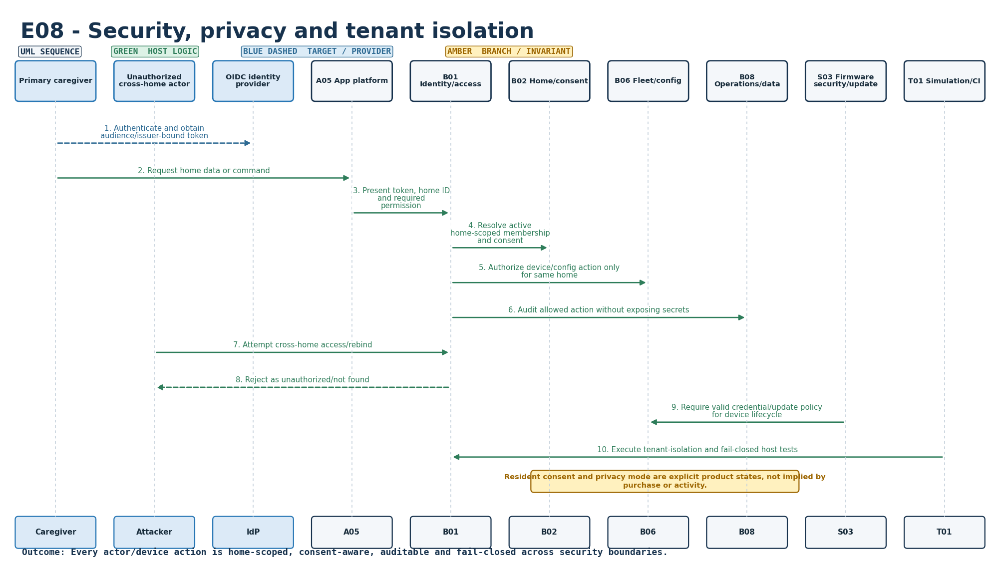 E08 - Security, privacy and tenant isolation
UML SEQUENCE
GREEN  HOST LOGIC
BLUE DASHED  TARGET / PROVIDER
AMBER  BRANCH / INVARIANT
Primary caregiver
Unauthorized
cross-home actor
OIDC identity
provider
A05 App platform
B01
Identity/access
B02 Home/consent
B06 Fleet/config
B08
Operations/data
S03 Firmware
security/update
T01 Simulation/CI
1. Authenticate and obtain
audience/issuer-bound token
2. Request home data or command
3. Present token, home ID
and required
permission
4. Resolve active
home-scoped membership
and consent
5. Authorize device/config action only
for same home
6. Audit allowed action without exposing secrets
7. Attempt cross-home access/rebind
8. Reject as unauthorized/not found
9. Require valid credential/update policy
for device lifecycle
10. Execute tenant-isolation and fail-closed host tests
Resident consent and privacy mode are explicit product states, not implied by
purchase or activity.
Caregiver
Attacker
IdP
A05
B01
B02
B06
B08
S03
T01
Outcome: Every actor/device action is home-scoped, consent-aware, auditable and fail-closed across security boundaries.